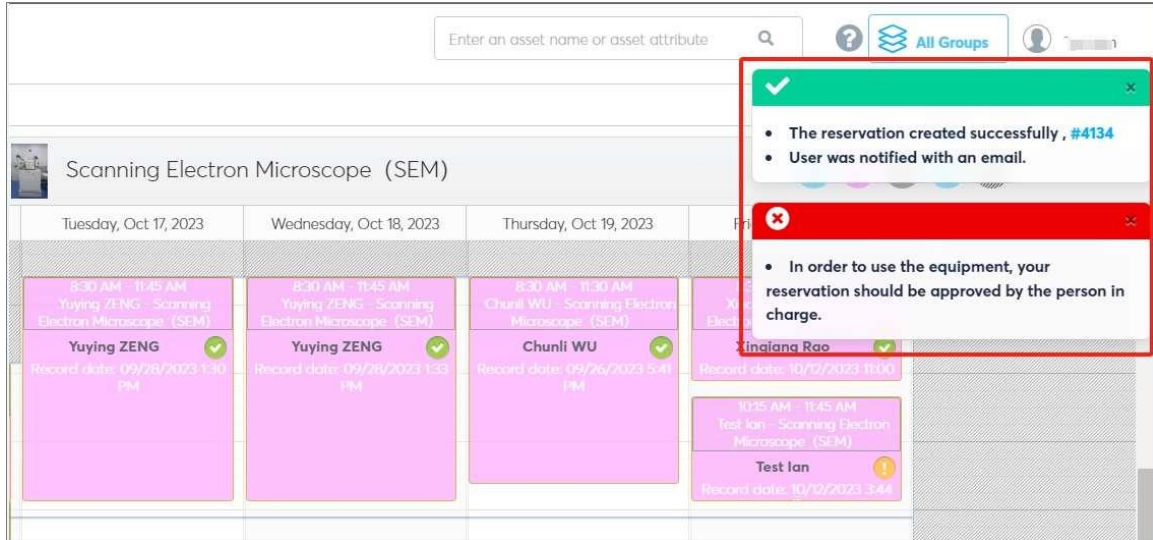 Enter an asset name or asset attribute
All Groups
The reservation created successfully , #4134
User was notified with an email.
Scanning Electron Microscope (SEM)
Tuesday, Oct 17, 2023
Wednesday, Oct 18, 2023
Thursday, Oct 19, 2023
Fri
In order to use the equipment, your
reservation should be approved by the person in
charge.
8:30 AM - 11:45 AM
Yuying ZENG - Scanning
Electron Microscope (SEM)
Yuying ZENG
Record date: 09/28/2023 1:30
PM
8:30 AM - 11:45 AM
Yuying ZENG - Scanning
Electron Microscope (SEM)
Yuying ZENG
Record date: 09/28/2023 1:33
PM
8:30 AM - 11:30 AM
Chunli WU - Scanning Electron
Microscope (SEM)
Chunli WU
Record date: 09/26/2023 5:41
PM
Xinqiang Rao
Record date: 10/12/2023 11:00
10:15 AM - 11:45 AM
Test Ian - Scanning Electron
Microscope (SEM)
Test Ian
Record date: 10/12/2023 3:44